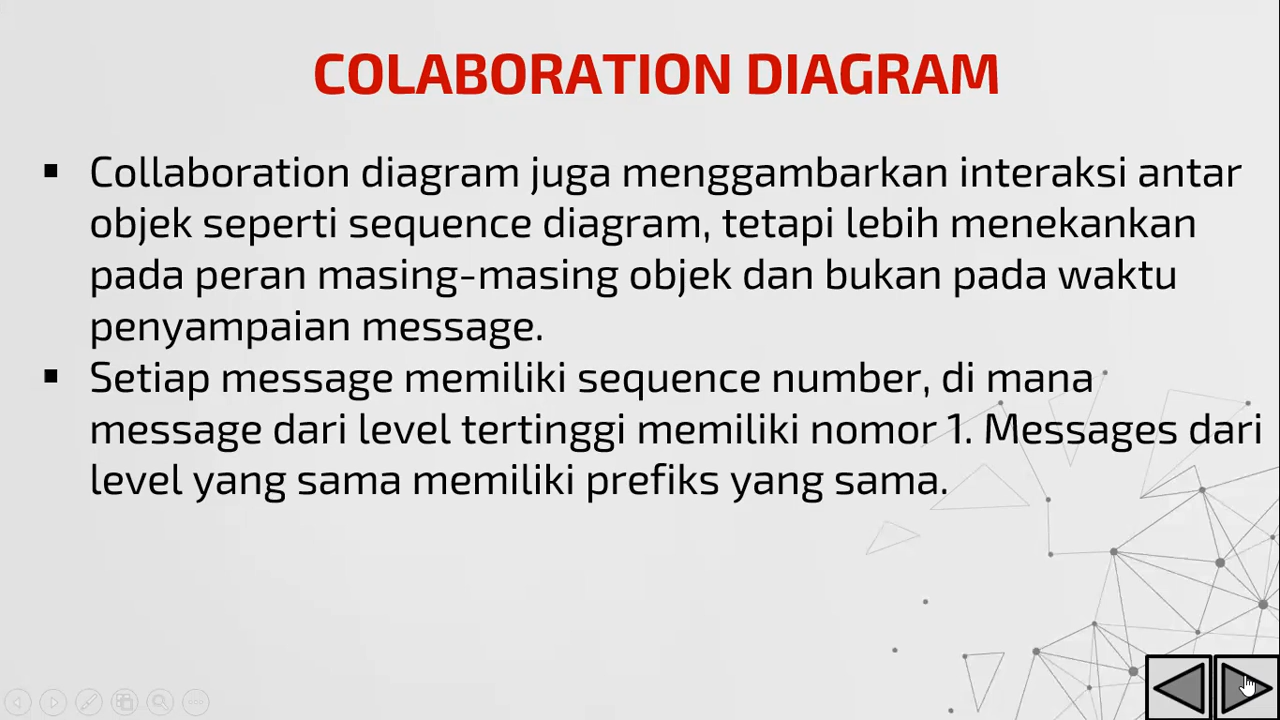 COLABORATION DIAGRAM
▪ Collaboration diagram juga menggambarkan interaksi antar
objek seperti sequence diagram, tetapi lebih menekankan
pada peran masing-masing objek dan bukan pada waktu
penyampaian message.
▪ Setiap message memiliki sequence number, di mana
message dari level tertinggi memiliki nomor 1. Messages dari
level yang sama memiliki prefiks yang sama.